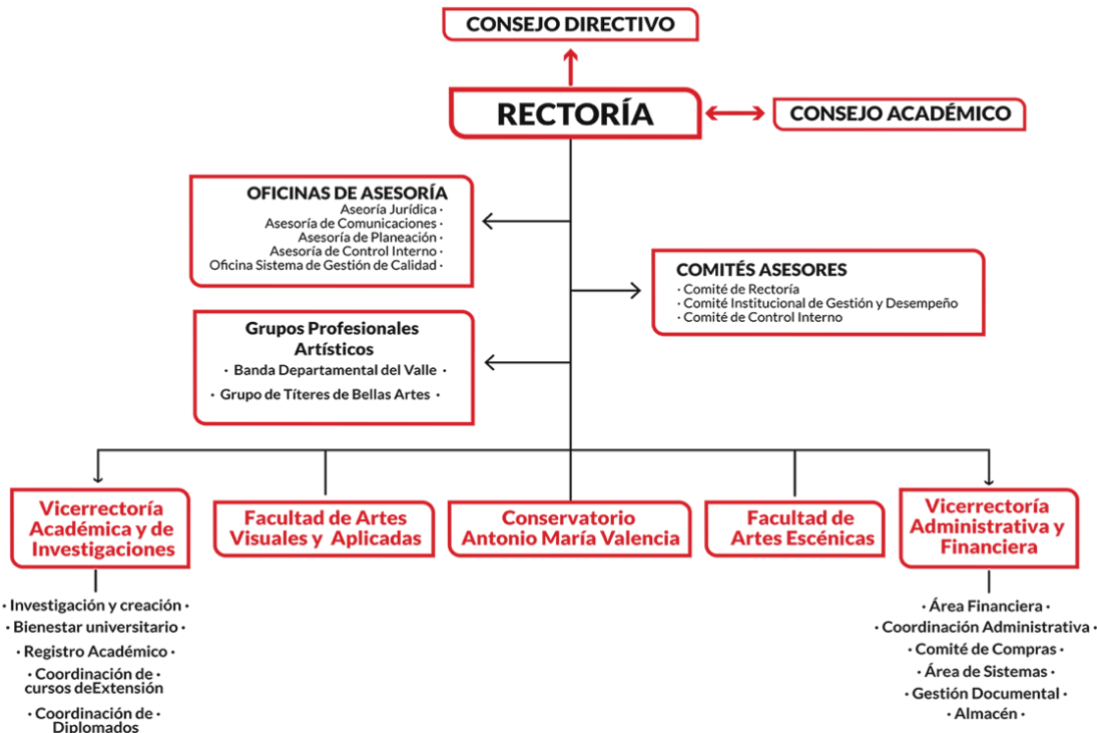 CONSEJO DIRECTIVO
RECTORÍA
CONSEJO ACADÉMICO
OFICINAS DE ASESORÍA
Aseoría Jurídica ·
Asesoría de Comunicaciones ·
Asesoría de Planeación ·
Asesoría de Control Interno ·
Oficina Sistema de Gestión de Calidad ·
COMITÉS ASESORES
· Comité de Rectoría
· Comité Institucional de Gestión y Desempeño
· Comité de Control Interno
Grupos Profesionales
Artísticos
· Banda Departamental del Valle ·
· Grupo de Títeres de Bellas Artes ·
Vicerrectoría
Académica y de
Investigaciones
Facultad de Artes
Visuales y Aplicadas
Conservatorio
Antonio María Valencia
Facultad de
Artes Escénicas
Vicerrectoría
Administrativa y
Financiera
· Investigación y creación ·
· Bienestar universitario ·
· Registro Académico ·
· Coordinación de
cursos deExtensión
· Coordinación de
Diplomados
· Área Financiera ·
· Coordinación Administrativa ·
· Comité de Compras ·
· Área de Sistemas ·
· Gestión Documental ·
· Almacén ·